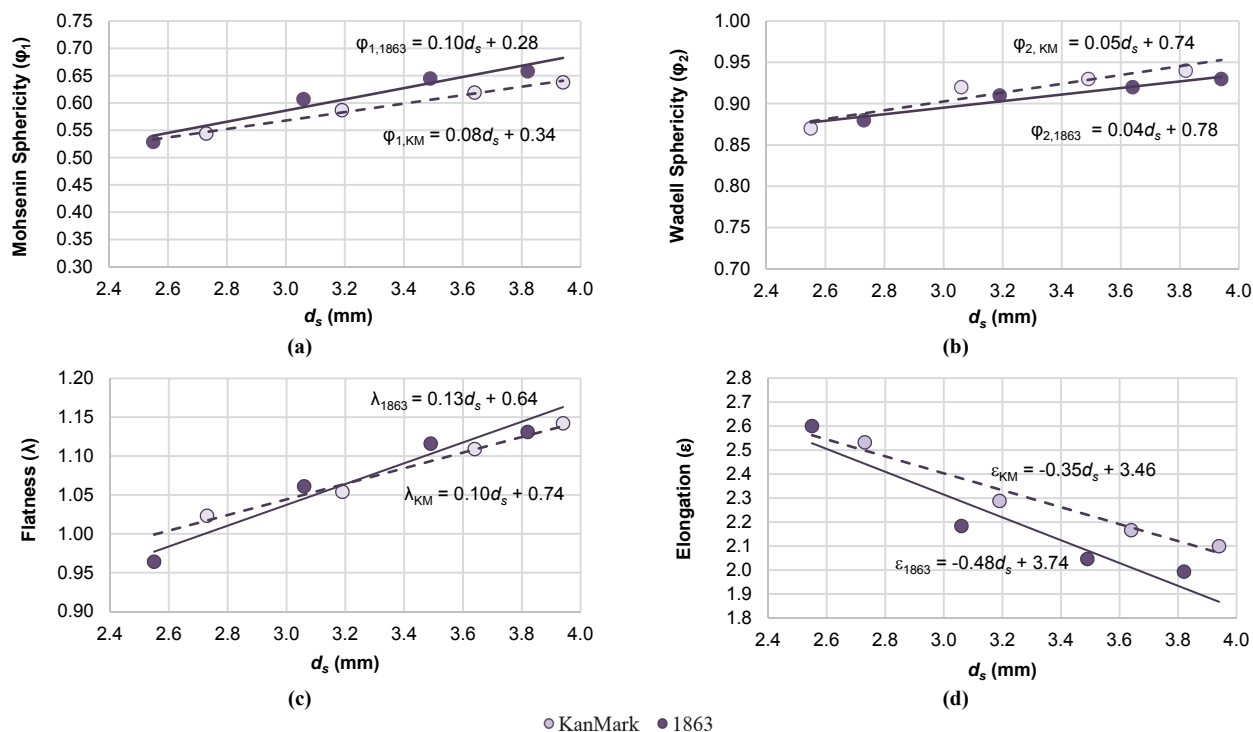 Mohsenin Sphericity (φ1)
0.75
0.70
0.65
0.60
0.55
0.50
0.45
0.40
0.35
0.30
φ1,1863 = 0.10ds + 0.28
φ1,KM = 0.08ds + 0.34
2.4 2.6 2.8 3.0 3.2 3.4 3.6 3.8 4.0
ds (mm)
(a)
Wadell Sphericity (φ2)
1.00
0.95
0.90
0.85
0.80
0.75
0.70
φ2, KM = 0.05ds + 0.74
φ2,1863 = 0.04ds + 0.78
2.4 2.6 2.8 3.0 3.2 3.4 3.6 3.8 4.0
ds (mm)
(b)
Flatness (λ)
1.20
1.15
1.10
1.05
1.00
0.95
0.90
λ1863 = 0.13ds + 0.64
λKM = 0.10ds + 0.74
2.4 2.6 2.8 3.0 3.2 3.4 3.6 3.8 4.0
ds (mm)
(c)
Elongation (ε)
2.8
2.7
2.6
2.5
2.4
2.3
2.2
2.1
2.0
1.9
1.8
εKM = -0.35ds + 3.46
ε1863 = -0.48ds + 3.74
2.4 2.6 2.8 3.0 3.2 3.4 3.6 3.8 4.0
ds (mm)
(d)
KanMark 1863